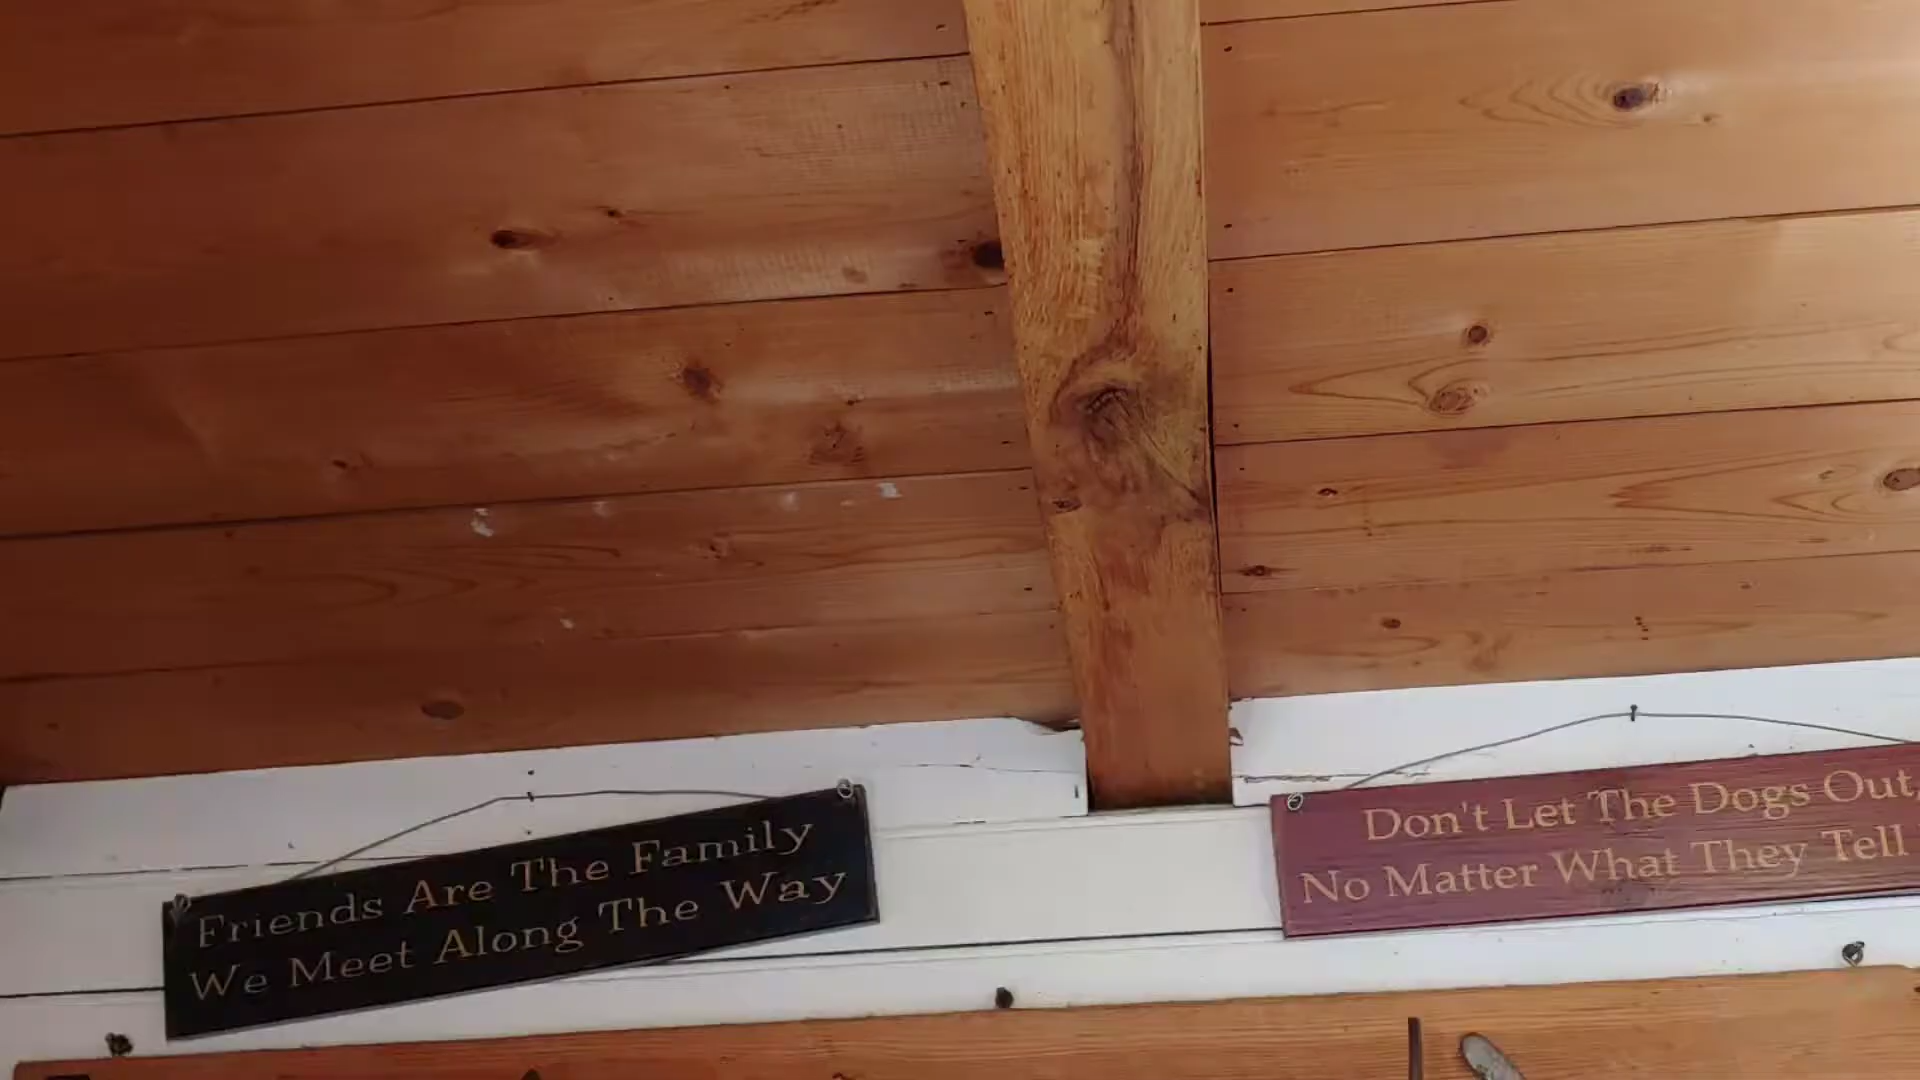 Friends Are The Family
We Meet Along The Way
Don't Let The Dogs Out,
No Matter What They Tell